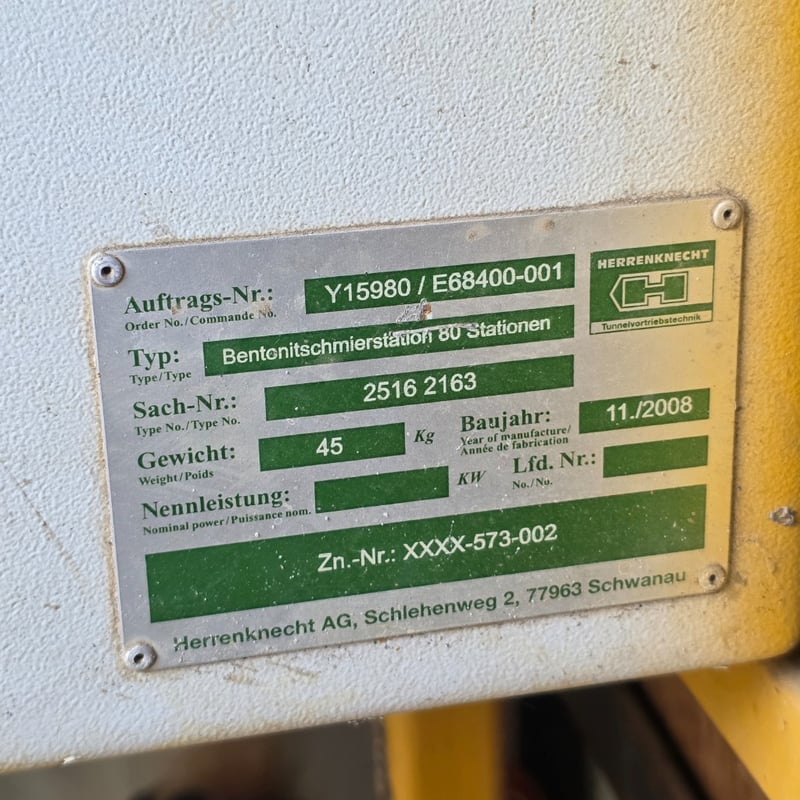 Auftrags-Nr.: Y15980 / E68400-001
Order No./Commande No.
HERRENKNECHT
Tunnelvortriebstechnik
Typ: Bentonitschmierstation 80 Stationen
Type/Type
Sach-Nr.: 2516 2163
Type No./Type No.
Gewicht: 45 Kg
Weight/Poids
Baujahr: 11./2008
Year of manufacture/
Année de fabrication
Nennleistung: KW
Nominal power/Puissance nom.
Lfd. Nr.:
No./No.
Zn.-Nr.: XXXX-573-002
Herrenknecht AG, Schlehenweg 2, 77963 Schwanau